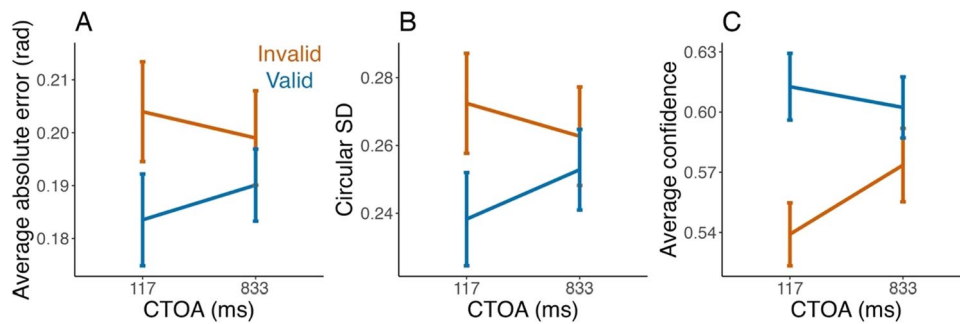 A
Average absolute error (rad)
0.21
0.20
0.19
0.18
Invalid
Valid
117
833
CTOA (ms)
B
Circular SD
0.28
0.26
0.24
117
833
CTOA (ms)
C
Average confidence
0.63
0.60
0.57
0.54
117
833
CTOA (ms)